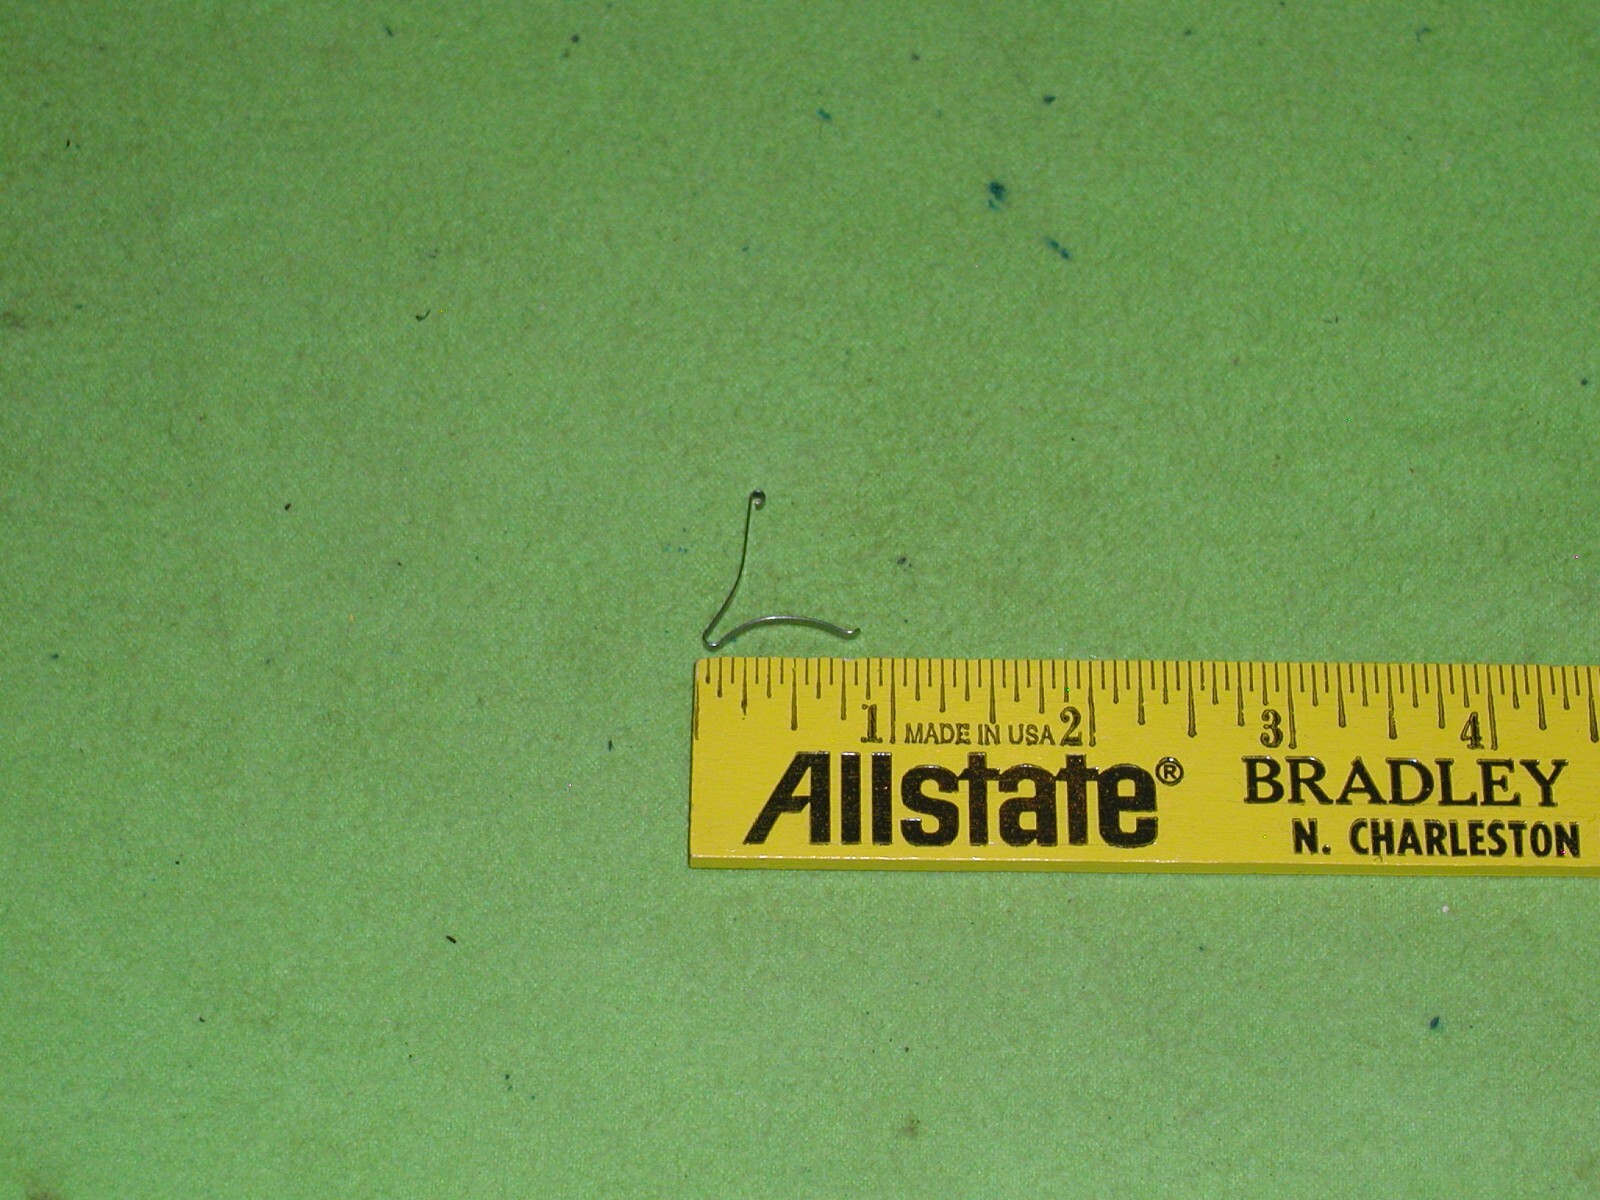 1 MADE IN USA 2 3 4
Allstate® BRADLEY
N. CHARLESTON